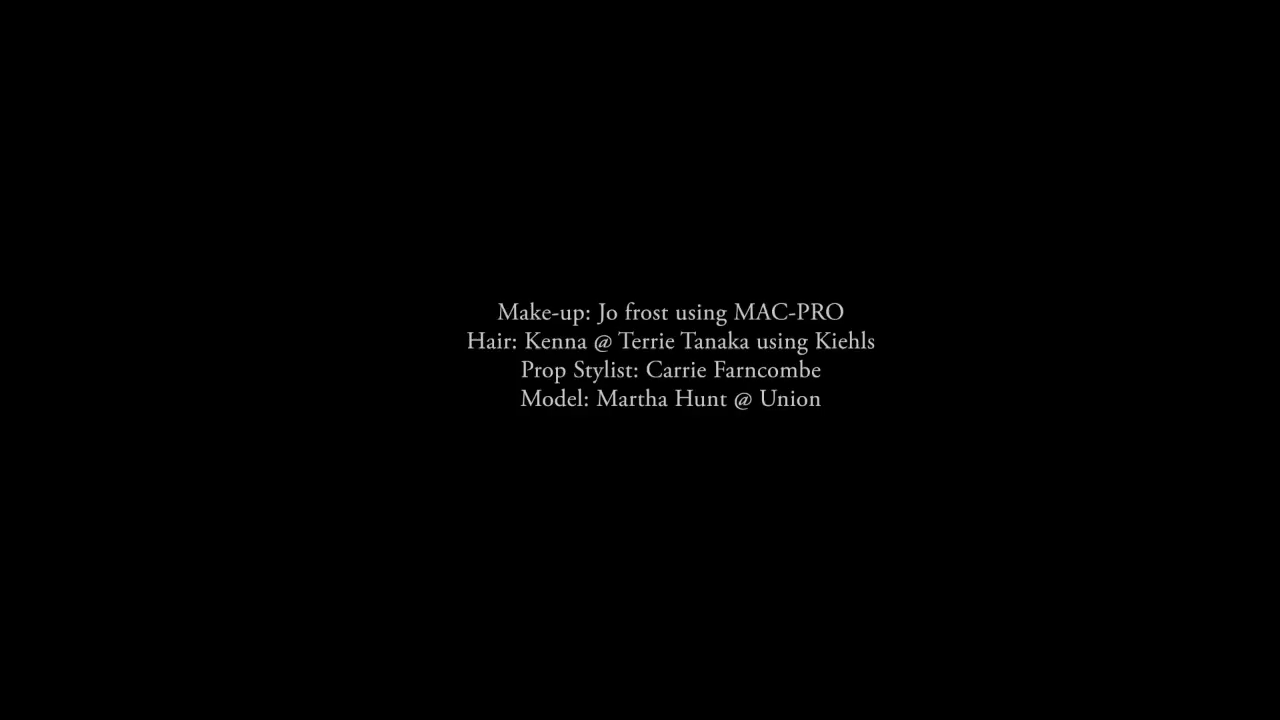 Make-up: Jo frost using MAC-PRO
Hair: Kenna @ Terrie Tanaka using Kiehls
Prop Stylist: Carrie Farncombe
Model: Martha Hunt @ Union